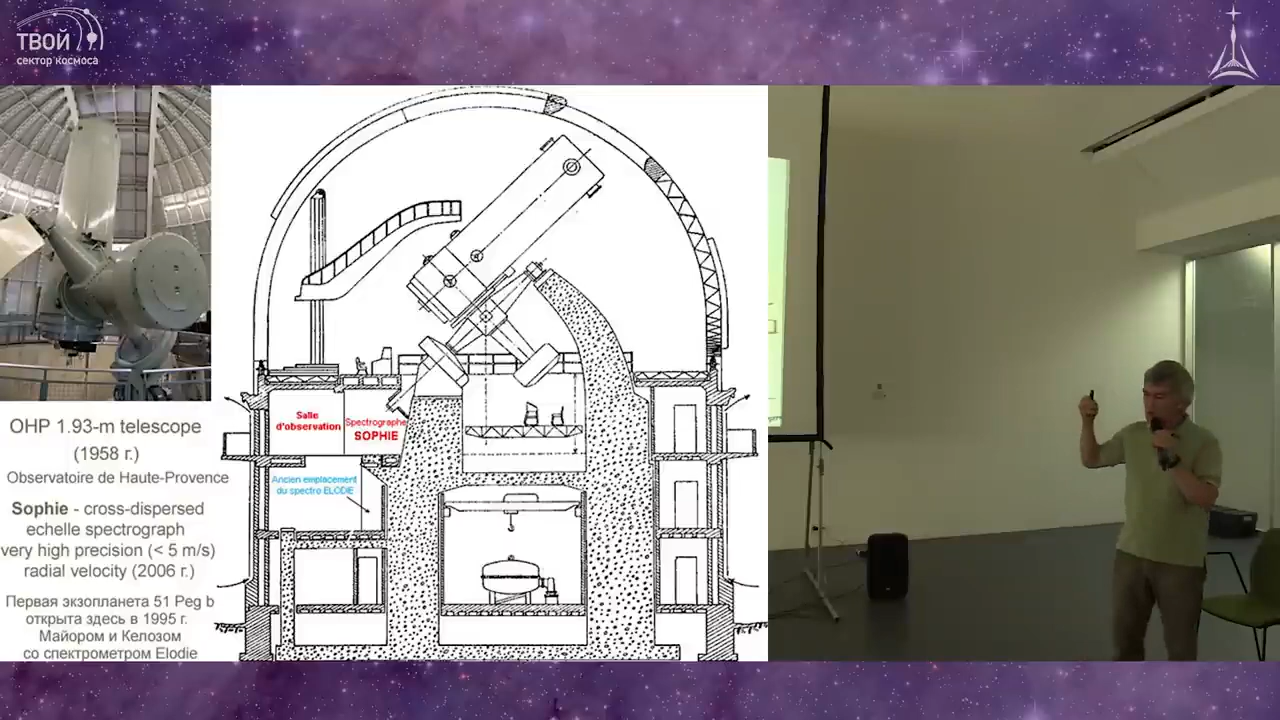 ТВОЙ
сектор космоса
OHP 1.93-m telescope
(1958 г.)
Observatoire de Haute-Provence
Sophie - cross-dispersed
echelle spectrograph
very high precision (< 5 m/s)
radial velocity (2006 г.)
Первая экзопланета 51 Peg b
открыта здесь в 1995 г.
Майором и Келозом
со спектрометром Elodie
Salle
d'observation
Spectrographe
SOPHIE
Ancien emplacement
du spectro ELODIE